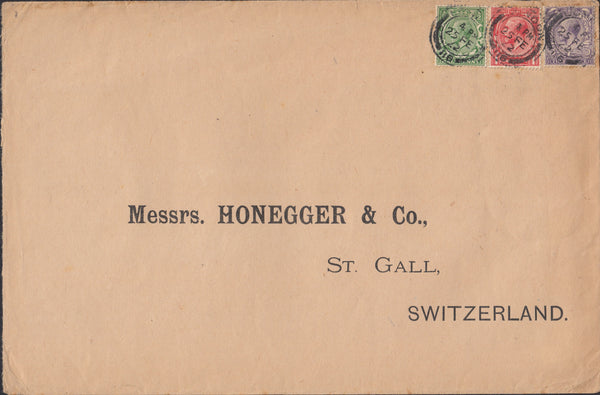 Messrs. HONEGGER & Co.,
ST. GALL,
SWITZERLAND.